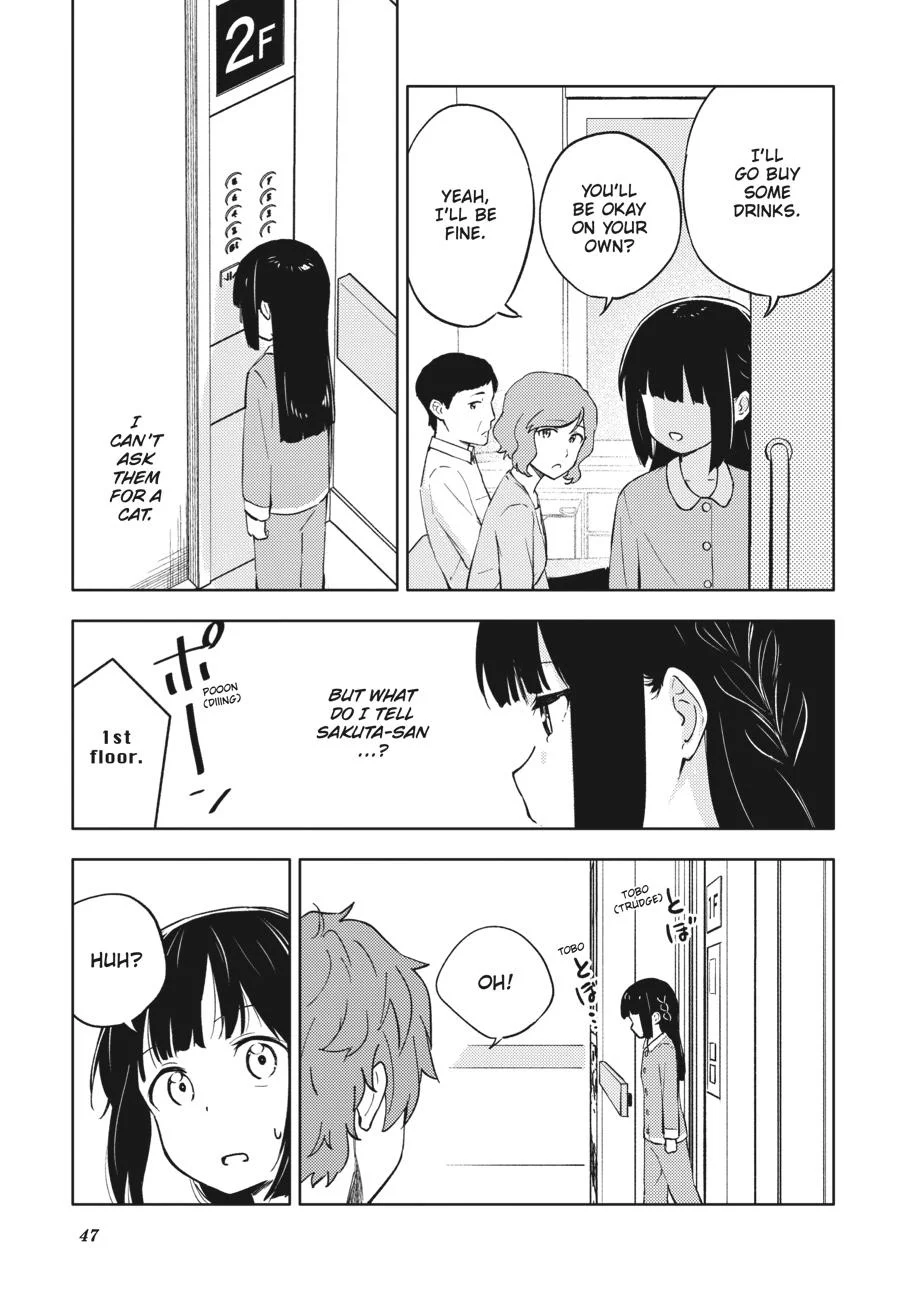 I'LL
GO BUY
SOME
DRINKS.
YOU'LL
BE OKAY
ON YOUR
OWN?
YEAH,
I'LL BE
FINE.
2F
I
CAN'T
ASK
THEM
FOR A
CAT.
BUT WHAT
DO I TELL
SAKUTA-SAN
...?
ポーン
POOON
(DIIING)
1st
floor.
1F
とぼ
TOBO
(TRUDGE)
とぼ…
TOBO
OH!
HUH?
47